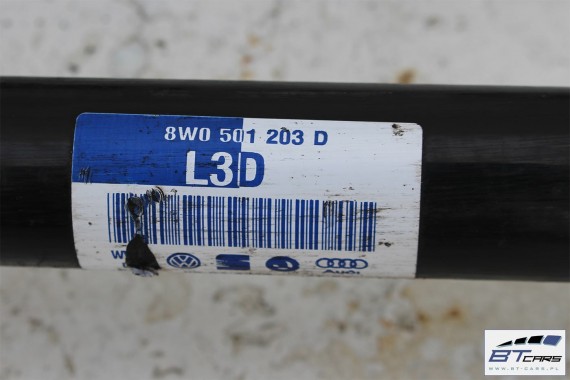 8W0 501 203 D
L3D
Audi
BTCARS
WWW.BT-CARS.PL